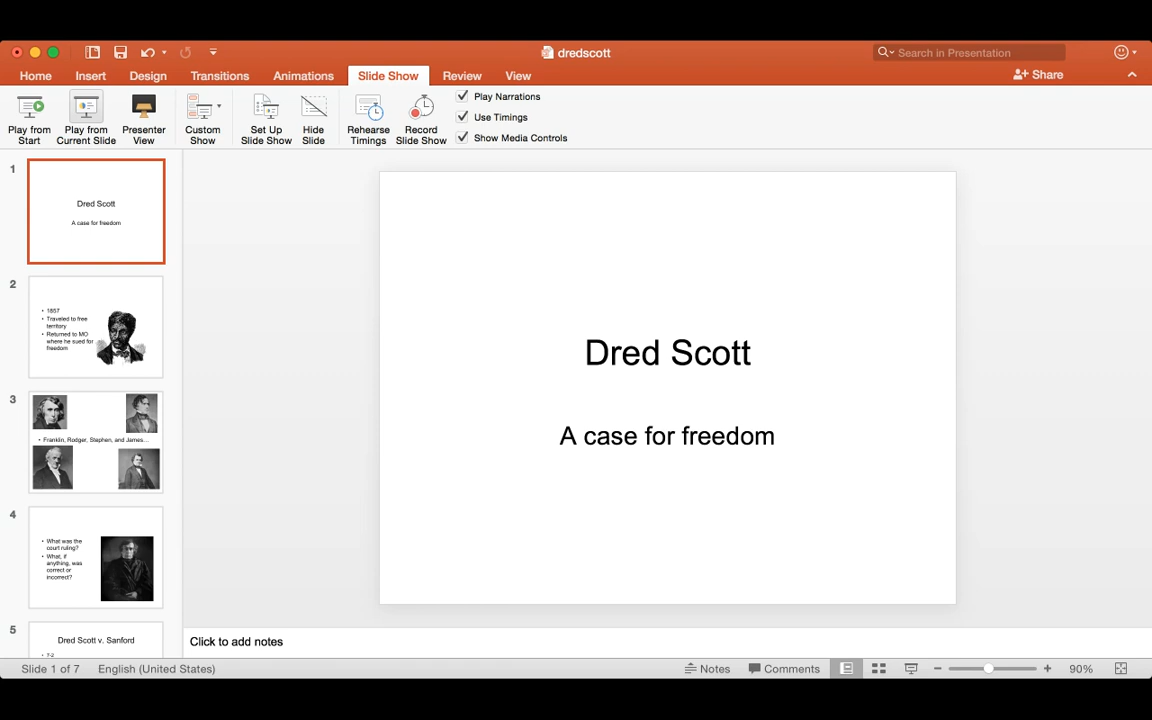 dredscott
Search in Presentation
Home Insert Design Transitions Animations Slide Show Review View
Share
Play from Start
Play from Current Slide
Presenter View
Custom Show
Set Up Slide Show
Hide Slide
Rehearse Timings
Record Slide Show
Play Narrations
Use Timings
Show Media Controls
1
Dred Scott
A case for freedom
2
• 1857
• Traveled to free
territory
• Returned to MO
where he sued for
freedom
3
• Franklin, Rodger, Stephen, and James...
4
• What was the
court ruling?
• What, if
anything, was
correct or
incorrect?
5
Dred Scott v. Sanford
• 7-2
Dred Scott
A case for freedom
Click to add notes
Slide 1 of 7 English (United States) Notes Comments 90%